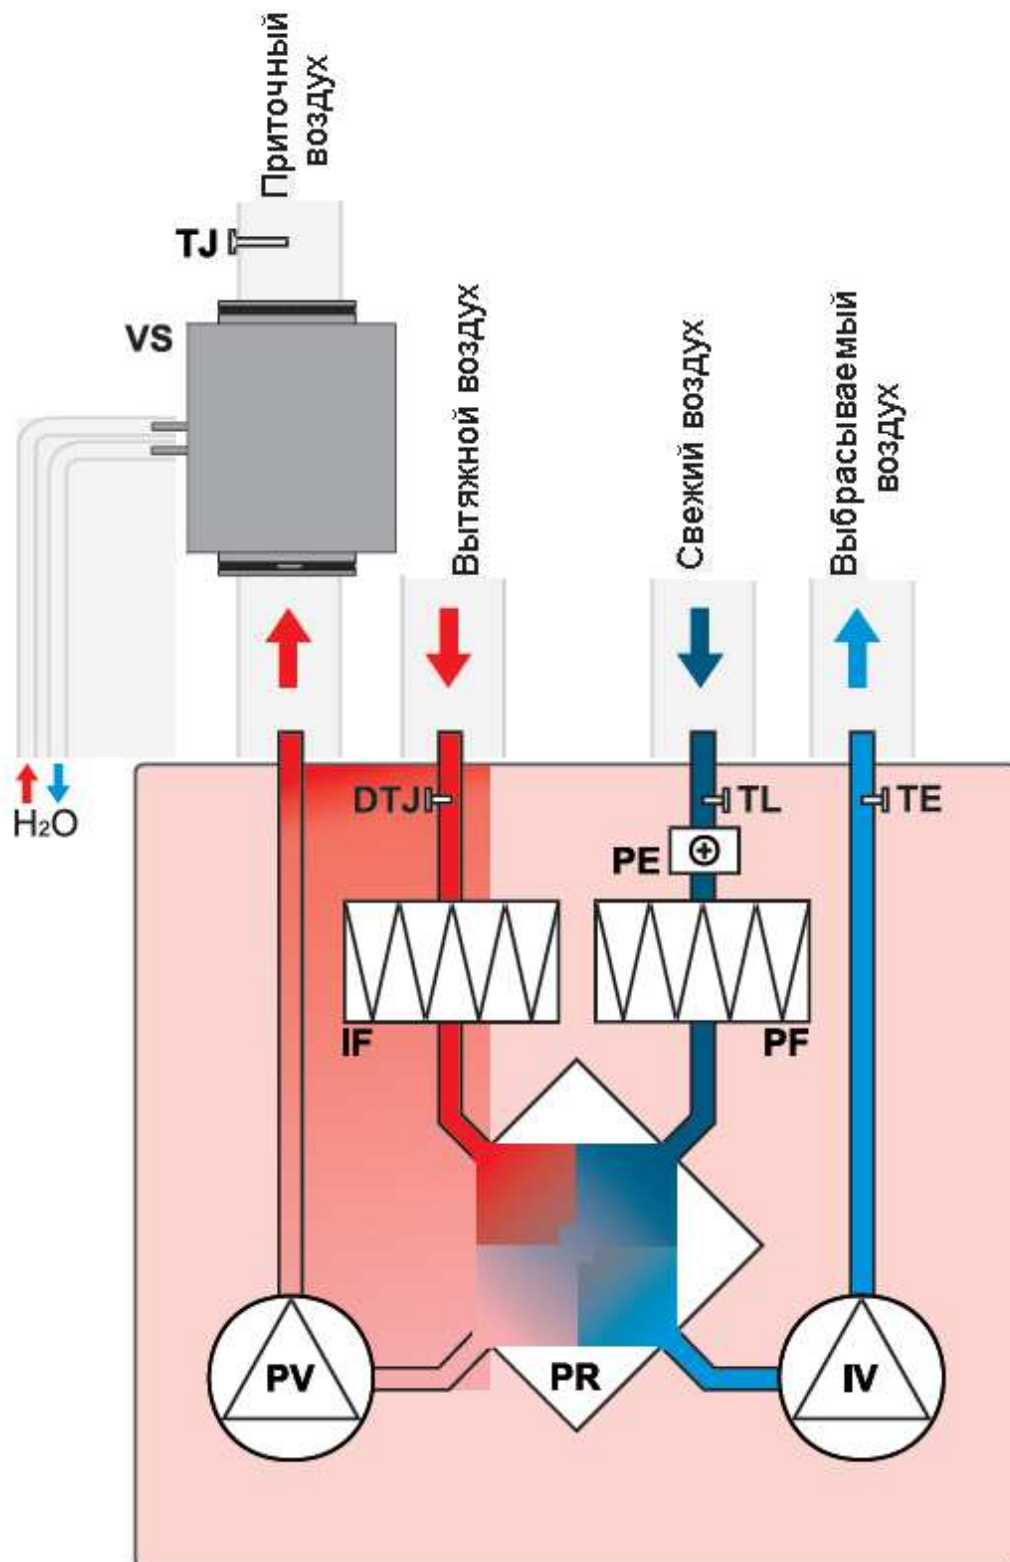 Приточный
воздух
TJ
VS
Вытяжной воздух
Свежий воздух
Выбрасываемый
воздух
H₂O
DTJ
TL
TE
PE
IF
PF
PV
PR
IV